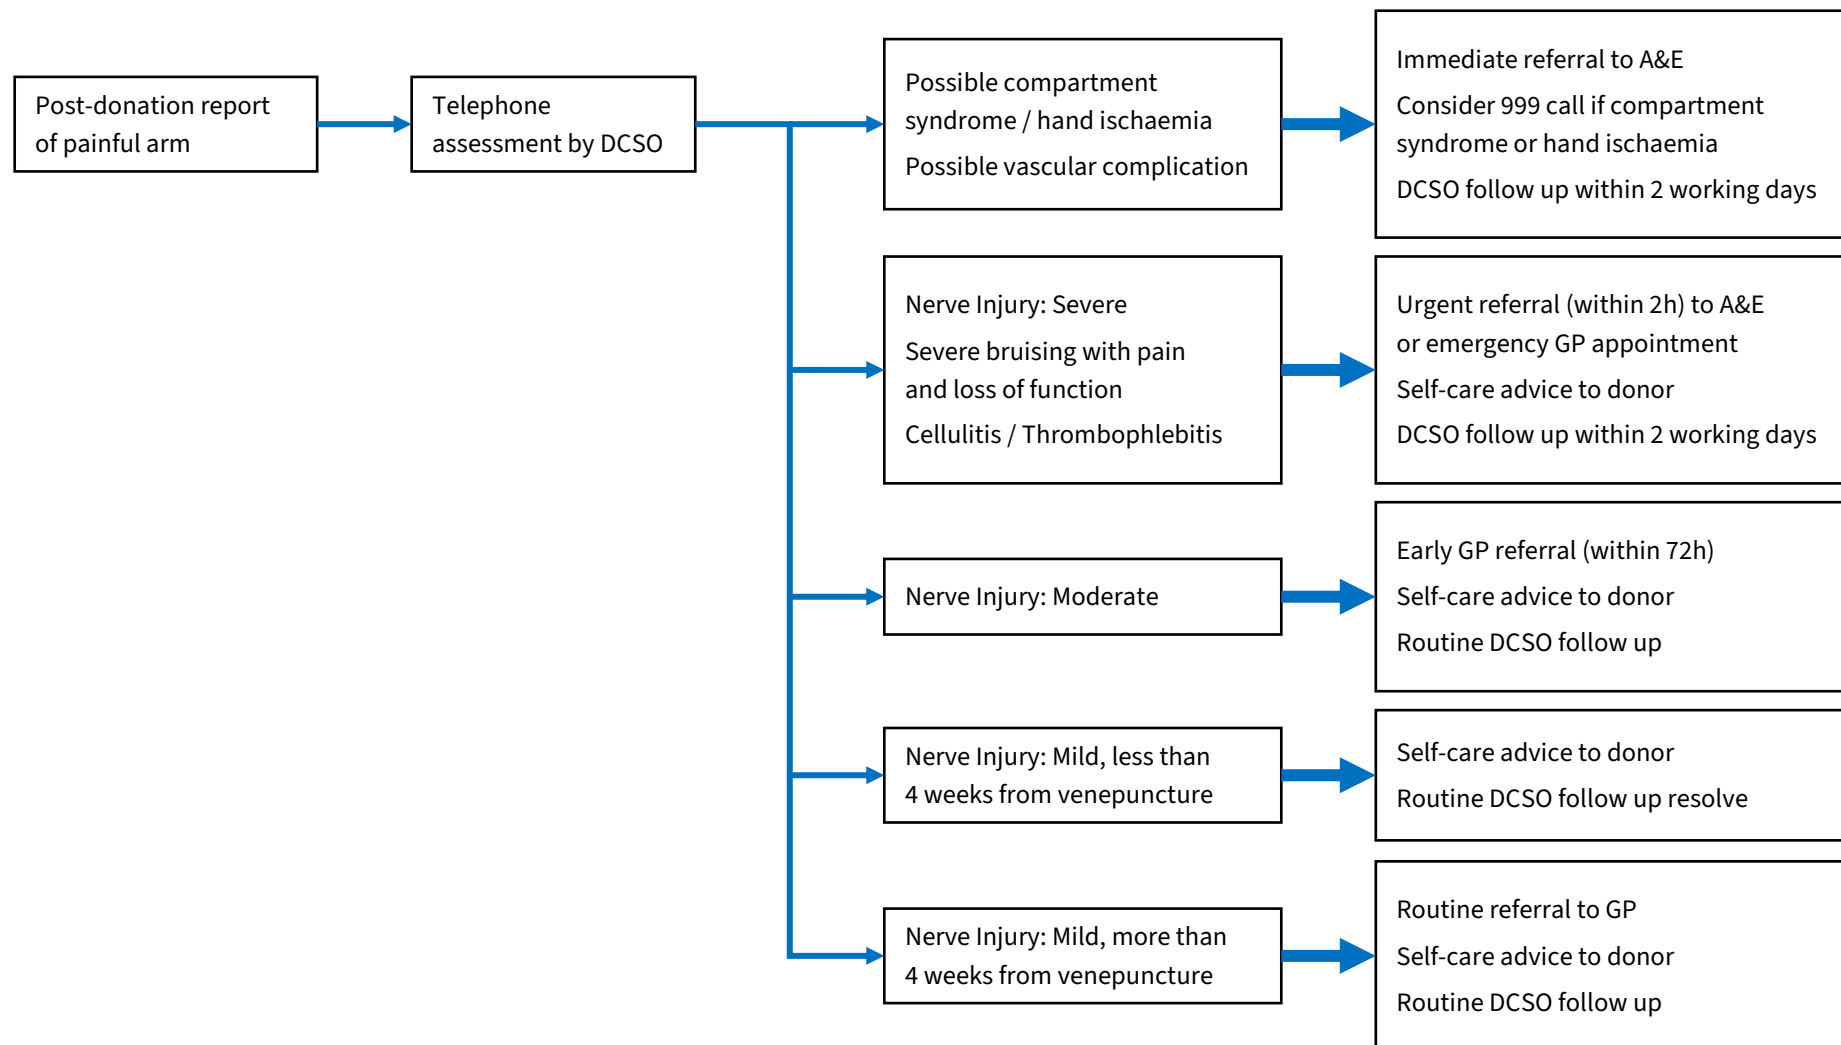 Post-donation report
of painful arm
Telephone
assessment by DCSO
Possible compartment
syndrome / hand ischaemia
Possible vascular complication
Immediate referral to A&E
Consider 999 call if compartment
syndrome or hand ischaemia
DCSO follow up within 2 working days
Nerve Injury: Severe
Severe bruising with pain
and loss of function
Cellulitis / Thrombophlebitis
Urgent referral (within 2h) to A&E
or emergency GP appointment
Self-care advice to donor
DCSO follow up within 2 working days
Nerve Injury: Moderate
Early GP referral (within 72h)
Self-care advice to donor
Routine DCSO follow up
Nerve Injury: Mild, less than
4 weeks from venepuncture
Self-care advice to donor
Routine DCSO follow up resolve
Nerve Injury: Mild, more than
4 weeks from venepuncture
Routine referral to GP
Self-care advice to donor
Routine DCSO follow up